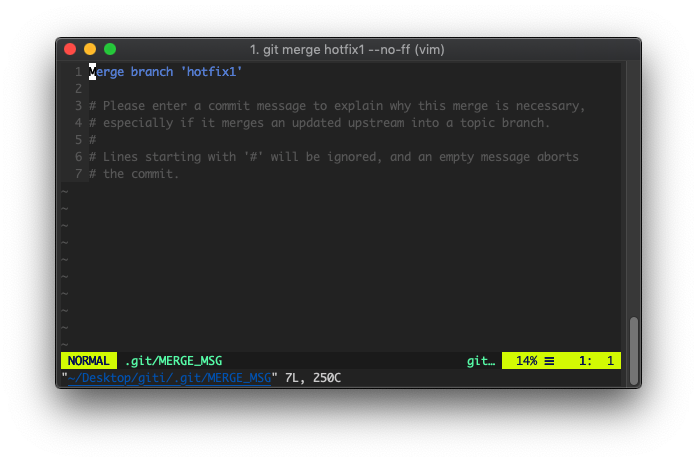 1. git merge hotfix1 --no-ff (vim)
1 Merge branch 'hotfix1'
2
3 # Please enter a commit message to explain why this merge is necessary,
4 # especially if it merges an updated upstream into a topic branch.
5 #
6 # Lines starting with '#' will be ignored, and an empty message aborts
7 # the commit.
~
~
~
~
~
~
~
~
~
~
NORMAL .git/MERGE_MSG git… 14% ☰ 1: 1
"~/Desktop/giti/.git/MERGE_MSG" 7L, 250C